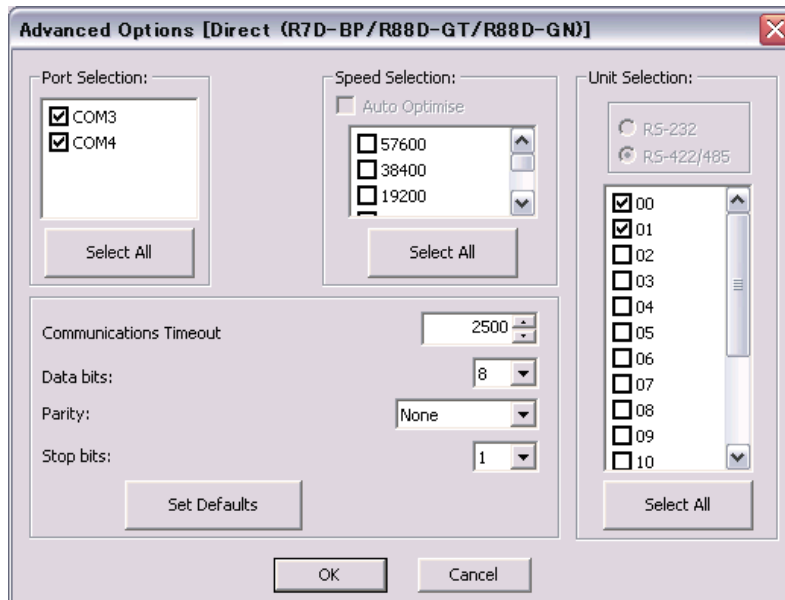 Advanced Options [Direct (R7D-BP/R88D-GT/R88D-GN)]
Port Selection:
COM3
COM4
Select All
Speed Selection:
Auto Optimise
57600
38400
19200
Select All
Unit Selection:
RS-232
RS-422/485
00
01
02
03
04
05
06
07
08
09
10
Select All
Communications Timeout 2500
Data bits: 8
Parity: None
Stop bits: 1
Set Defaults
OK Cancel